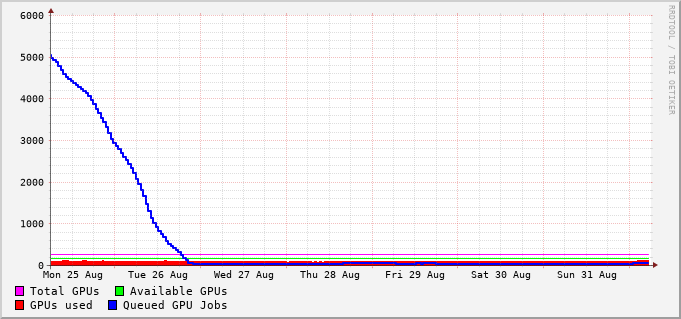 6000
5000
4000
3000
2000
1000
0
Mon 25 Aug Tue 26 Aug Wed 27 Aug Thu 28 Aug Fri 29 Aug Sat 30 Aug Sun 31 Aug
Total GPUs Available GPUs
GPUs used Queued GPU Jobs
RRDTOOL / TOBI OETIKER